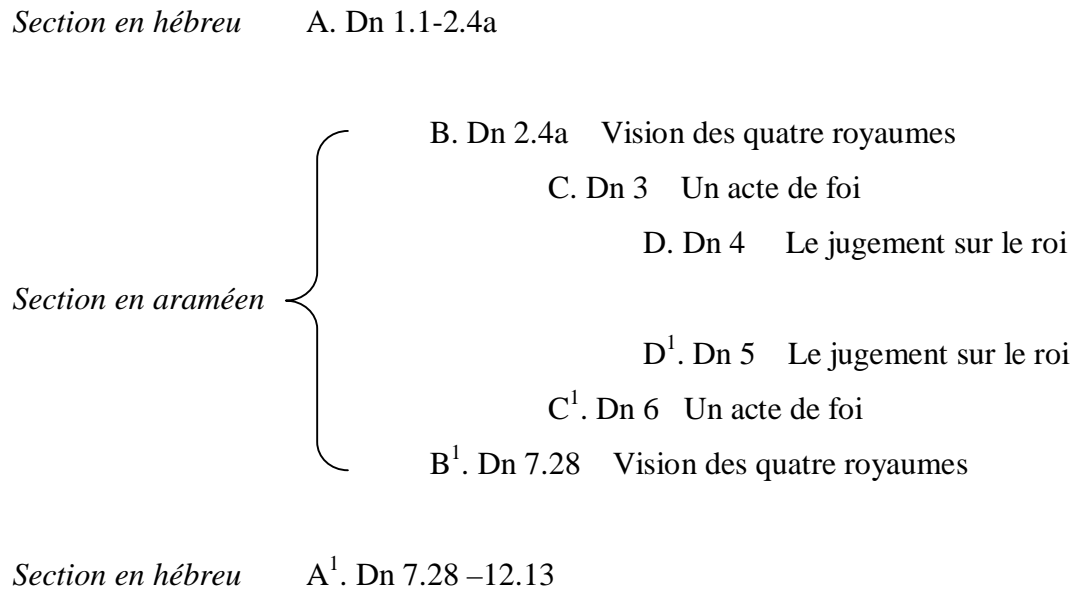 Section en hébreu A. Dn 1.1-2.4a
B. Dn 2.4a Vision des quatre royaumes
C. Dn 3 Un acte de foi
D. Dn 4 Le jugement sur le roi
Section en araméen
D¹. Dn 5 Le jugement sur le roi
C¹. Dn 6 Un acte de foi
B¹. Dn 7.28 Vision des quatre royaumes
Section en hébreu A¹. Dn 7.28 –12.13